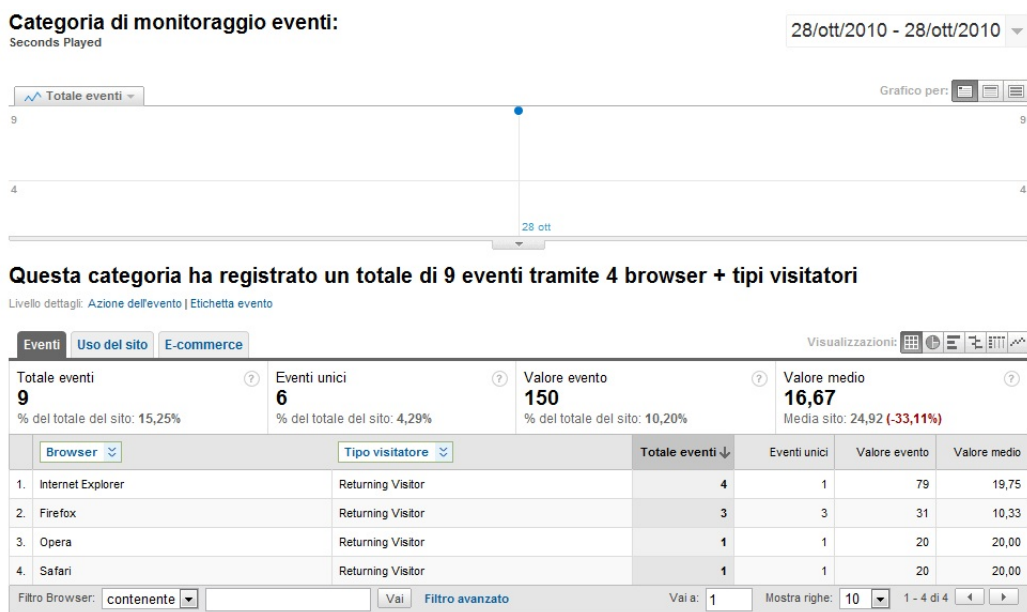 Categoria di monitoraggio eventi:
Seconds Played
28/ott/2010 - 28/ott/2010
Totale eventi
Grafico per:
9 9
4 4
28 ott
Questa categoria ha registrato un totale di 9 eventi tramite 4 browser + tipi visitatori
Livello dettagli: Azione dell'evento | Etichetta evento
Eventi Uso del sito E-commerce Visualizzazioni:
Totale eventi ? Eventi unici ? Valore evento ? Valore medio ?
9 6 150 16,67
% del totale del sito: 15,25% % del totale del sito: 4,29% % del totale del sito: 10,20% Media sito: 24,92 (-33,11%)
Browser Tipo visitatore Totale eventi ↓ Eventi unici Valore evento Valore medio
1. Internet Explorer Returning Visitor 4 1 79 19,75
2. Firefox Returning Visitor 3 3 31 10,33
3. Opera Returning Visitor 1 1 20 20,00
4. Safari Returning Visitor 1 1 20 20,00
Filtro Browser: contenente Vai Filtro avanzato Vai a: 1 Mostra righe: 10 1 - 4 di 4